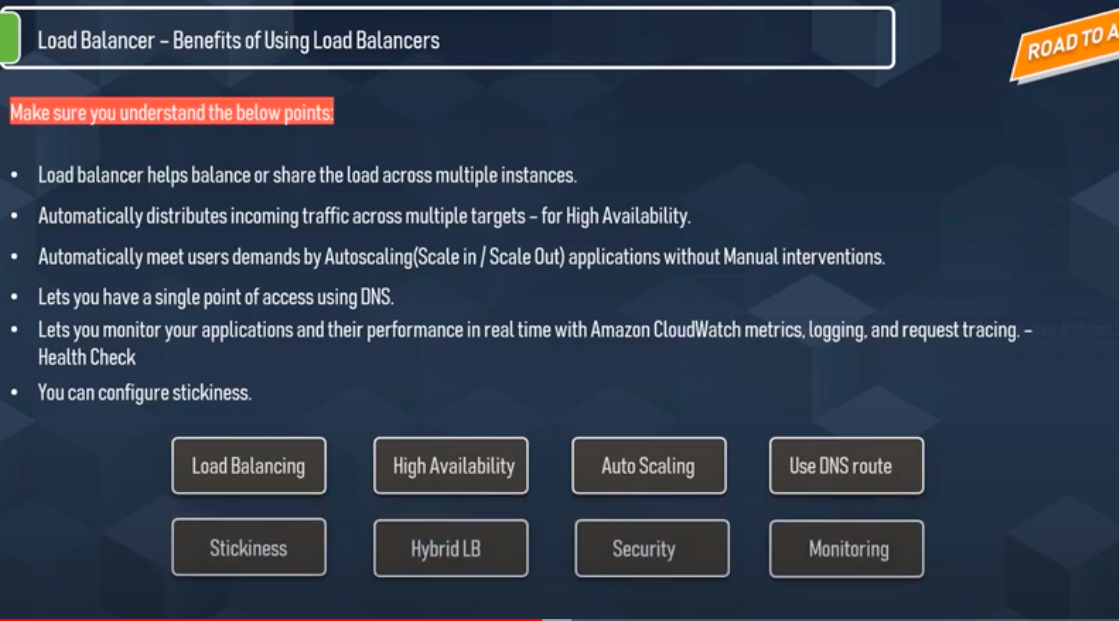 Load Balancer – Benefits of Using Load Balancers
ROAD TO A
Make sure you understand the below points:
• Load balancer helps balance or share the load across multiple instances.
• Automatically distributes incoming traffic across multiple targets – for High Availability.
• Automatically meet users demands by Autoscaling(Scale in / Scale Out) applications without Manual interventions.
• Lets you have a single point of access using DNS.
• Lets you monitor your applications and their performance in real time with Amazon CloudWatch metrics, logging, and request tracing. –
Health Check
• You can configure stickiness.
Load Balancing
High Availability
Auto Scaling
Use DNS route
Stickiness
Hybrid LB
Security
Monitoring